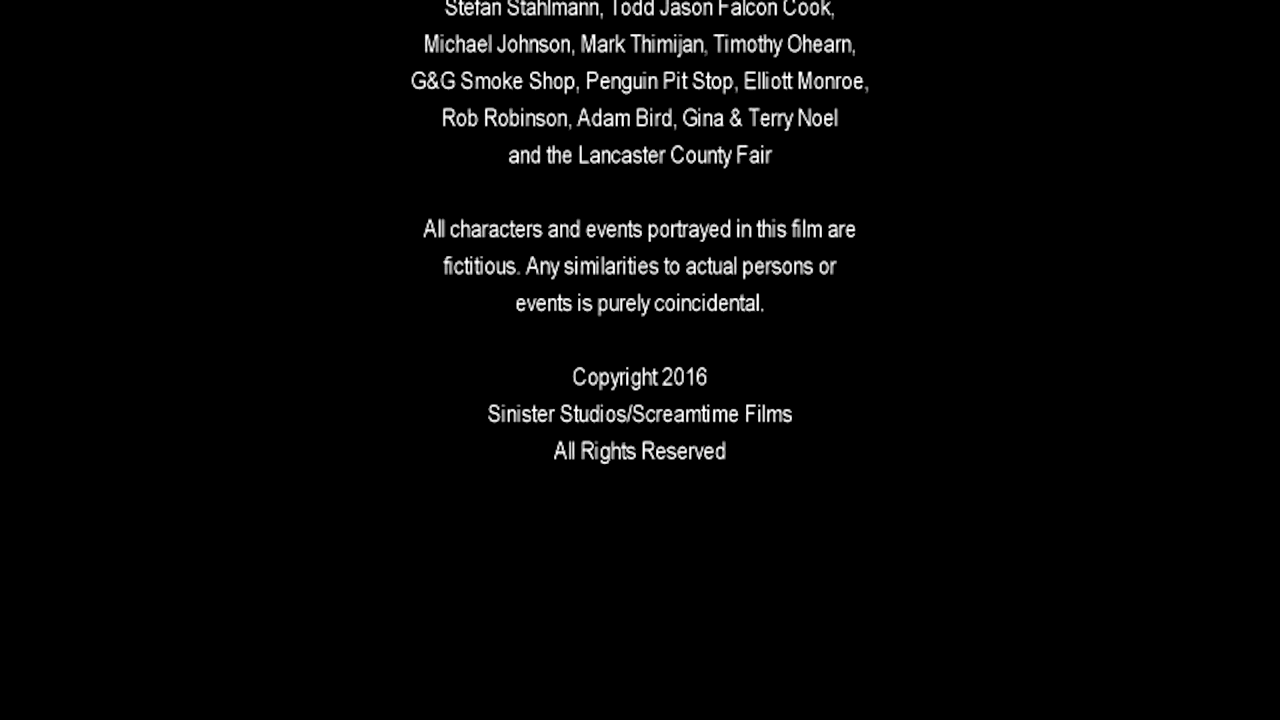 Stefan Stahlmann, Todd Jason Falcon Cook,
Michael Johnson, Mark Thimijan, Timothy Ohearn,
G&G Smoke Shop, Penguin Pit Stop, Elliott Monroe,
Rob Robinson, Adam Bird, Gina & Terry Noel
and the Lancaster County Fair
All characters and events portrayed in this film are
fictitious. Any similarities to actual persons or
events is purely coincidental.
Copyright 2016
Sinister Studios/Screamtime Films
All Rights Reserved